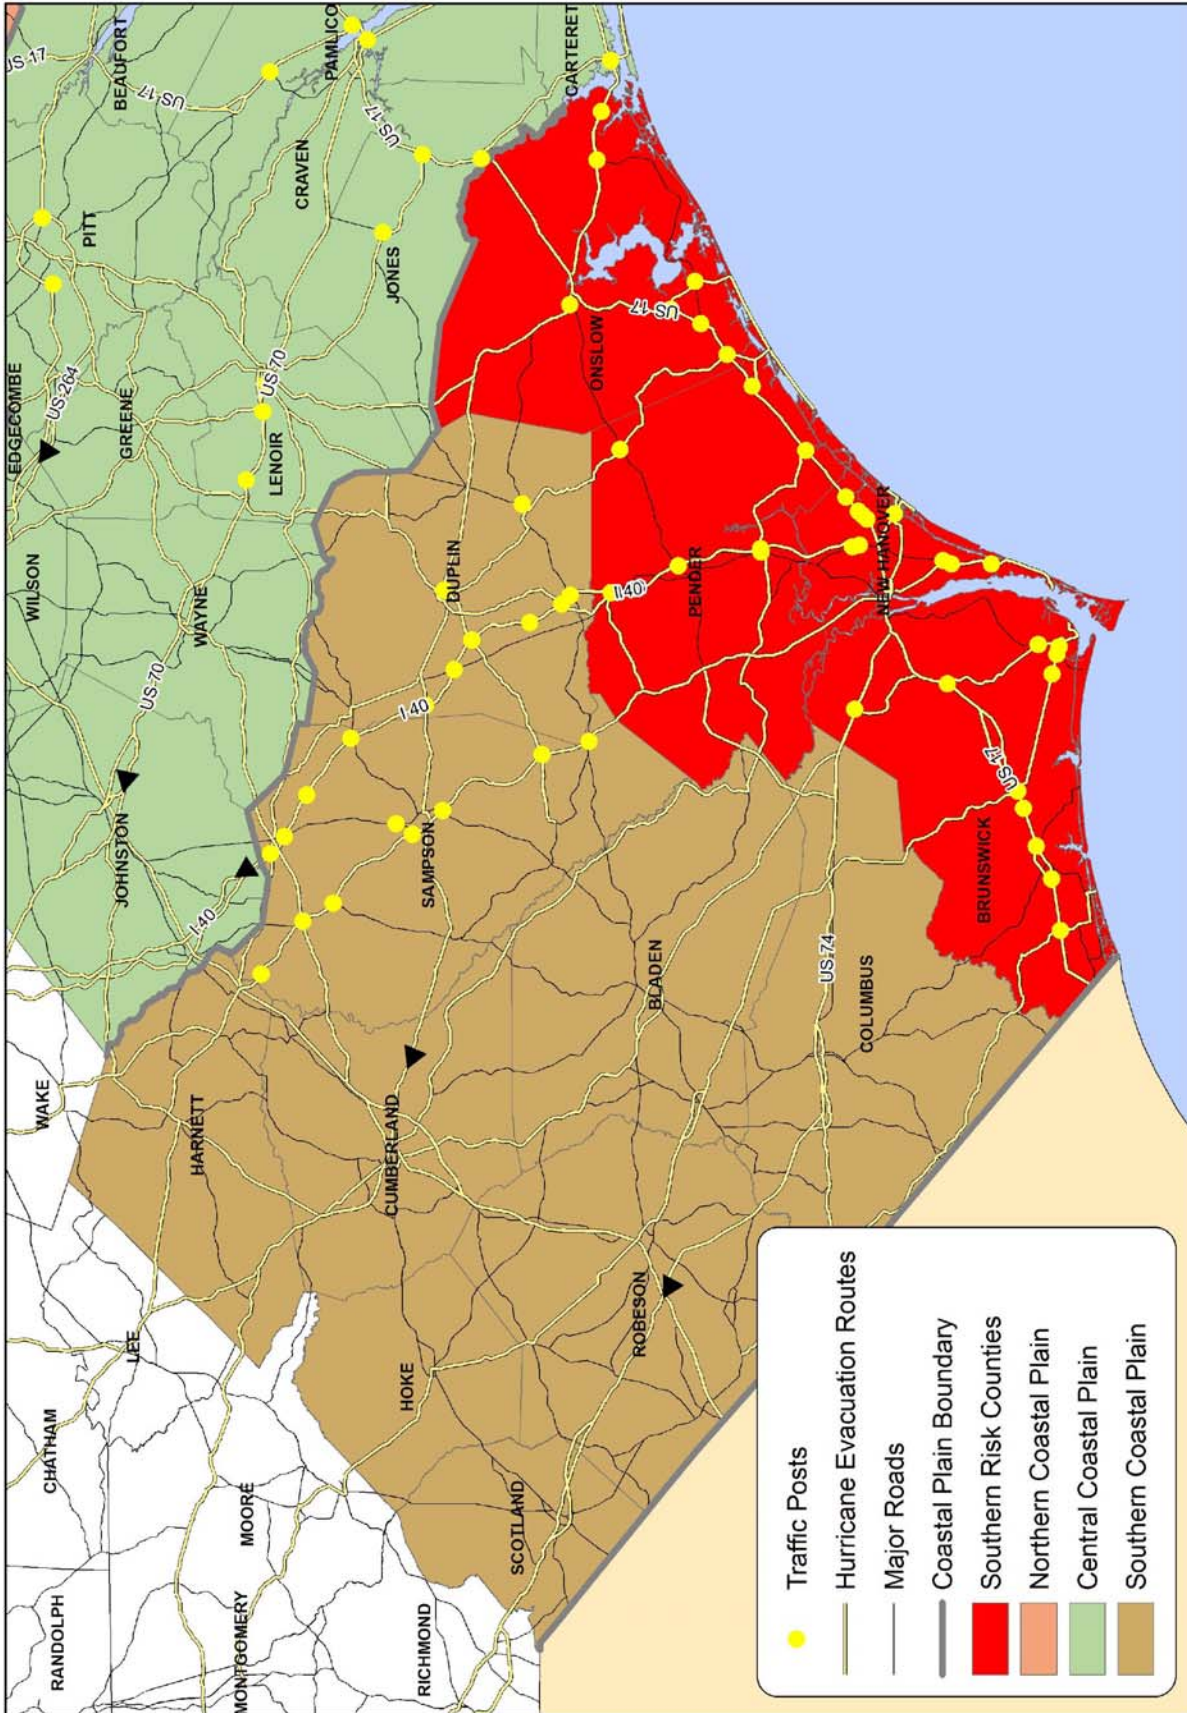 RANDOLPH
CHATHAM
WAKE
WILSON
EDGECOMBE
US-264
PITT
US-17
BEAUFORT
LEE
JOHNSTON
US-70
GREENE
US-17
MONTGOMERY
MOORE
HARNETT
I-40
WAYNE
LENOIR
US-70
CRAVEN
PAMLICO
RICHMOND
HOKE
CUMBERLAND
SAMPSON
I 40
DUPLIN
JONES
US-17
SCOTLAND
ROBESON
BLADEN
I 40
ONSLOW
US-17
CARTERET
PENDER
US-74
COLUMBUS
NEW HANOVER
BRUNSWICK
US-17
Traffic Posts
Hurricane Evacuation Routes
Major Roads
Coastal Plain Boundary
Southern Risk Counties
Northern Coastal Plain
Central Coastal Plain
Southern Coastal Plain